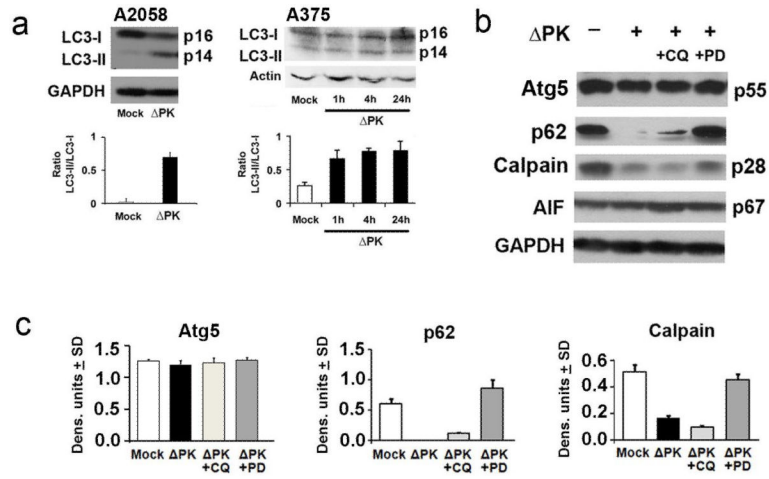 a
A2058
LC3-I p16
LC3-II p14
GAPDH
Mock ΔPK
Ratio
LC3-II/LC3-I
1
0.5
0
Mock ΔPK
A375
LC3-I p16
LC3-II p14
Actin
Mock 1h 4h 24h
ΔPK
Ratio
LC3-II/LC3-I
1
0.5
0
Mock 1h 4h 24h
ΔPK
b
ΔPK − + + +
+CQ +PD
Atg5 p55
p62
Calpain p28
AIF p67
GAPDH
c
Atg5
Dens. units ± SD
1.5
1.0
0.5
0.0
Mock ΔPK ΔPK ΔPK
+CQ +PD
p62
Dens. units ± SD
1.5
1.0
0.5
0.0
Mock ΔPK ΔPK ΔPK
+CQ +PD
Calpain
Dens. units ± SD
0.6
0.4
0.2
0.0
Mock ΔPK ΔPK ΔPK
+CQ +PD